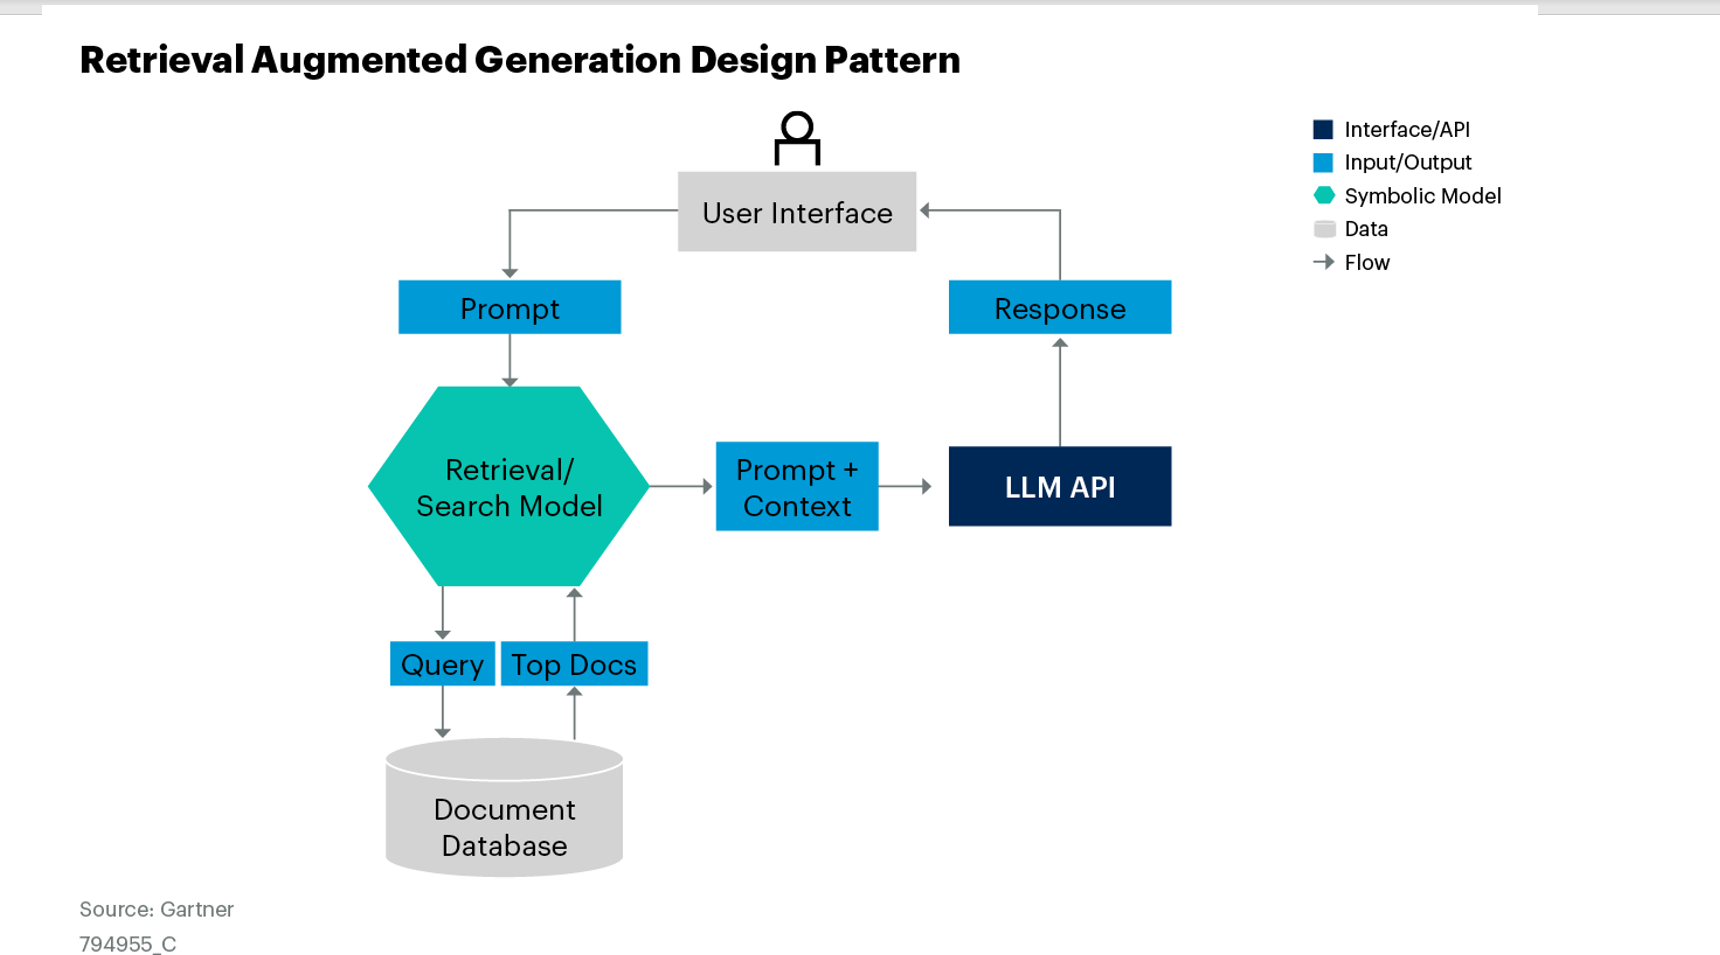 Retrieval Augmented Generation Design Pattern
Interface/API
Input/Output
Symbolic Model
Data
Flow
User Interface
Prompt
Response
Retrieval/
Search Model
Prompt +
Context
LLM API
Query
Top Docs
Document
Database
Source: Gartner
794955_C